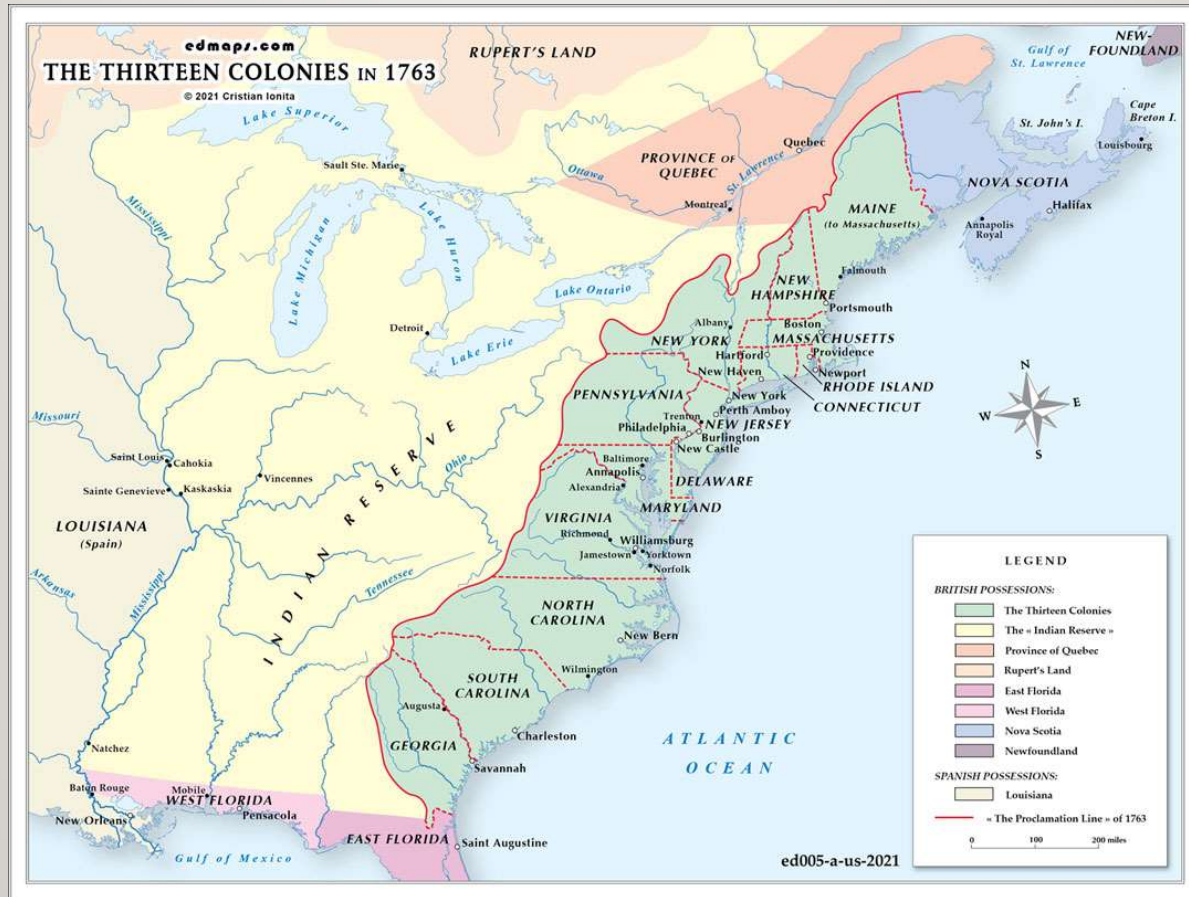 edmaps.com
THE THIRTEEN COLONIES IN 1763
© 2021 Cristian Ionita
RUPERT'S LAND
NEW-
FOUNDLAND
Gulf of
St. Lawrence
Cape
Breton I.
St. John's I.
Louisbourg
Lake Superior
Sault Ste. Marie
Ottawa
PROVINCE OF
QUEBEC
Quebec
St. Lawrence
Montreal
NOVA SCOTIA
Halifax
Annapolis
Royal
MAINE
(to Massachusetts)
Mississippi
Lake Michigan
Lake Huron
Lake Ontario
Falmouth
NEW
HAMPSHIRE
Portsmouth
Detroit
Lake Erie
Albany
NEW YORK
Boston
MASSACHUSETTS
Hartford
Providence
New Haven
Newport
RHODE ISLAND
CONNECTICUT
PENNSYLVANIA
New York
Perth Amboy
Trenton
NEW JERSEY
Philadelphia
Burlington
New Castle
Missouri
Saint Louis
Cahokia
Sainte Genevieve
Kaskaskia
Vincennes
Ohio
INDIAN RESERVE
Baltimore
Annapolis
Alexandria
DELAWARE
MARYLAND
LOUISIANA
(Spain)
VIRGINIA
Richmond
Williamsburg
Jamestown
Yorktown
Norfolk
Arkansas
Mississippi
Tennessee
NORTH
CAROLINA
New Bern
Wilmington
SOUTH
CAROLINA
Augusta
Charleston
GEORGIA
Savannah
ATLANTIC
OCEAN
Natchez
Baton Rouge
Mobile
WEST FLORIDA
Pensacola
New Orleans
EAST FLORIDA
Saint Augustine
Gulf of Mexico
N
W
E
S
LEGEND
BRITISH POSSESSIONS:
The Thirteen Colonies
The « Indian Reserve »
Province of Quebec
Rupert's Land
East Florida
West Florida
Nova Scotia
Newfoundland
SPANISH POSSESSIONS:
Louisiana
« The Proclamation Line » of 1763
0 100 200 miles
ed005-a-us-2021